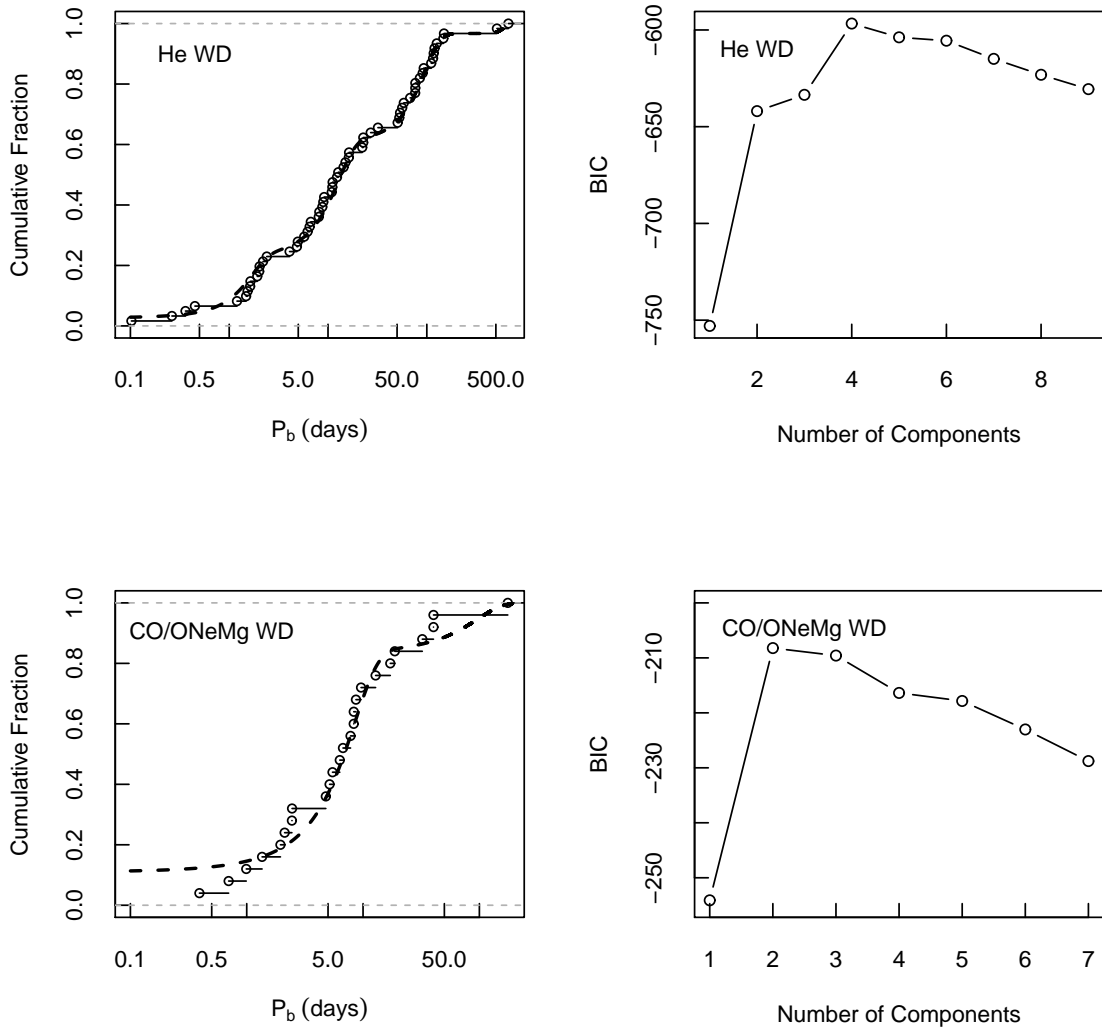 He WD
Cumulative Fraction
0.0 0.2 0.4 0.6 0.8 1.0
0.1 0.5 5.0 50.0 500.0
P_b (days)
He WD
BIC
−750 −700 −650 −600
2 4 6 8
Number of Components
CO/ONeMg WD
Cumulative Fraction
0.0 0.2 0.4 0.6 0.8 1.0
0.1 0.5 5.0 50.0
P_b (days)
CO/ONeMg WD
BIC
−250 −230 −210
1 2 3 4 5 6 7
Number of Components